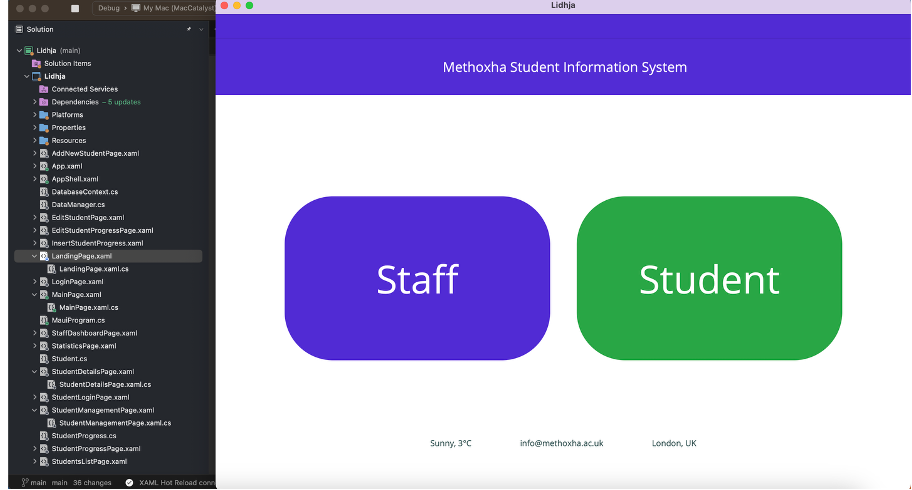 Debug > My Mac (MacCatalyst
Lidhja
Solution
Methoxha Student Information System
Lidhja (main)
Solution Items
Lidhja
Connected Services
Dependencies – 5 updates
Platforms
Properties
Resources
AddNewStudentPage.xaml
App.xaml
AppShell.xaml
DatabaseContext.cs
DataManager.cs
EditStudentPage.xaml
EditStudentProgressPage.xaml
InsertStudentProgress.xaml
LandingPage.xaml
LandingPage.xaml.cs
LoginPage.xaml
MainPage.xaml
MainPage.xaml.cs
MauiProgram.cs
StaffDashboardPage.xaml
StatisticsPage.xaml
Student.cs
StudentDetailsPage.xaml
StudentDetailsPage.xaml.cs
StudentLoginPage.xaml
StudentManagementPage.xaml
StudentManagementPage.xaml.cs
StudentProgress.cs
StudentProgressPage.xaml
StudentsListPage.xaml
Staff
Student
Sunny, 3°C info@methoxha.ac.uk London, UK
main main 36 changes XAML Hot Reload conn